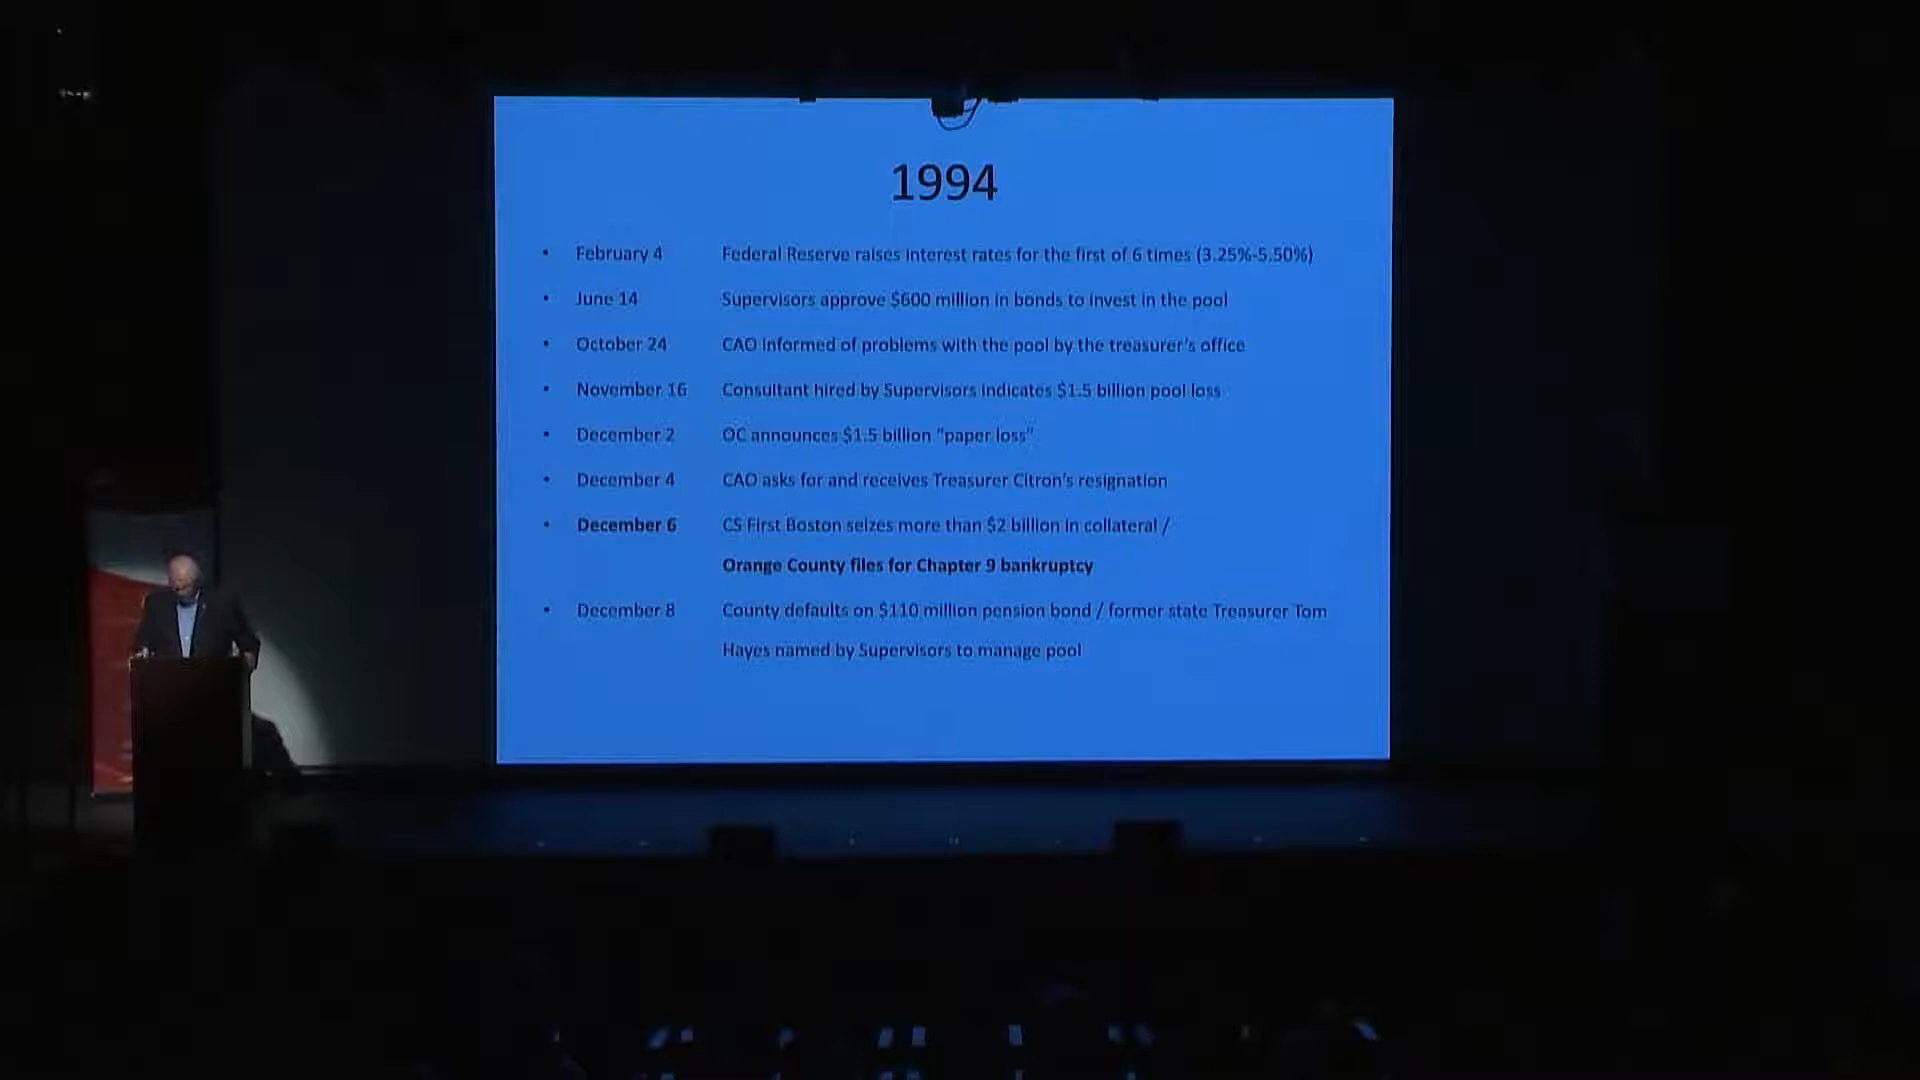 1994
• February 4 Federal Reserve raises interest rates for the first of 6 times (3.25%-5.50%)
• June 14 Supervisors approve $600 million in bonds to invest in the pool
• October 24 CAO informed of problems with the pool by the treasurer's office
• November 16 Consultant hired by Supervisors indicates $1.5 billion pool loss
• December 2 OC announces $1.5 billion "paper loss"
• December 4 CAO asks for and receives Treasurer Citron's resignation
• December 6 CS First Boston seizes more than $2 billion in collateral /
Orange County files for Chapter 9 bankruptcy
• December 8 County defaults on $110 million pension bond / former state Treasurer Tom
Hayes named by Supervisors to manage pool